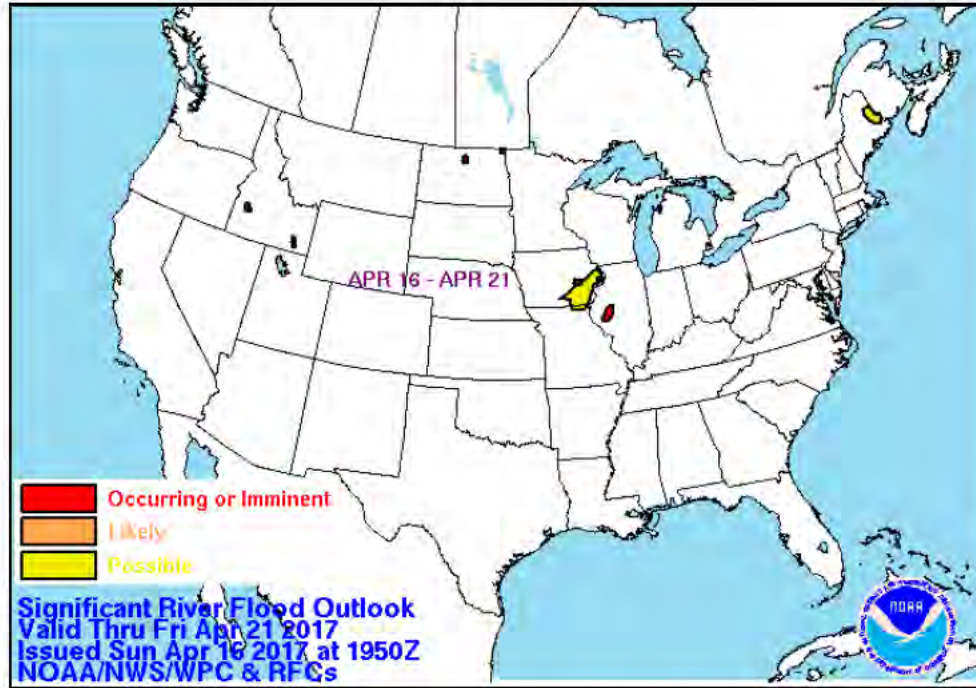 APR 16 - APR 21
Occurring or Imminent
Likely
Possible
Significant River Flood Outlook
Valid Thru Fri Apr 21 2017
Issued Sun Apr 16 2017 at 1950Z
NOAA/NWS/WPC & RFCs
NOAA